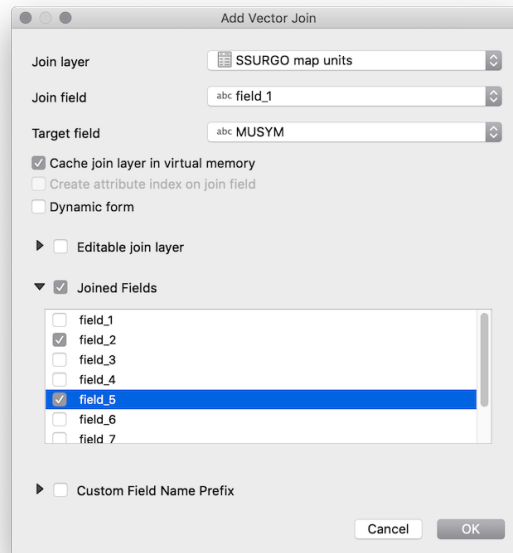 Add Vector Join
Join layer
SSURGO map units
Join field
abc field_1
Target field
abc MUSYM
Cache join layer in virtual memory
Create attribute index on join field
Dynamic form
Editable join layer
Joined Fields
field_1
field_2
field_3
field_4
field_5
field_6
field_7
Custom Field Name Prefix
Cancel
OK